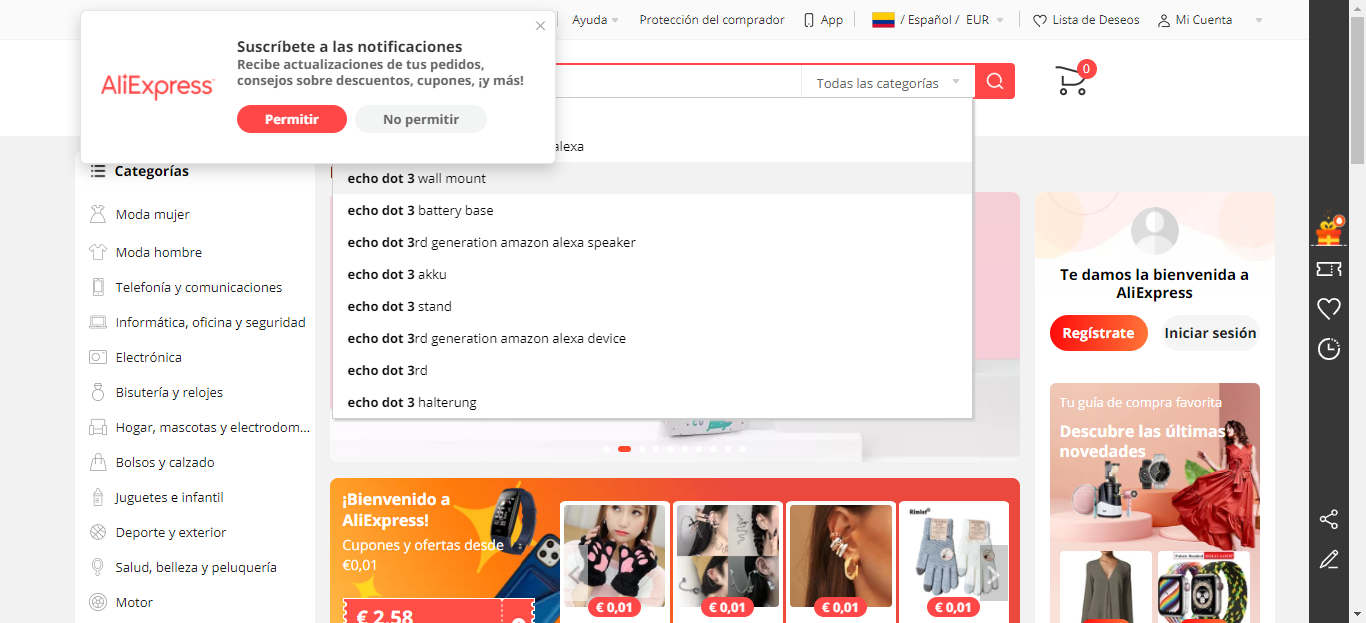 Ayuda
Protección del comprador
App
/ Español / EUR
Lista de Deseos
Mi Cuenta
AliExpress
Suscríbete a las notificaciones
Recibe actualizaciones de tus pedidos,
consejos sobre descuentos, cupones, ¡y más!
Permitir
No permitir
Todas las categorías
0
alexa
echo dot 3 wall mount
echo dot 3 battery base
echo dot 3rd generation amazon alexa speaker
echo dot 3 akku
echo dot 3 stand
echo dot 3rd generation amazon alexa device
echo dot 3rd
echo dot 3 halterung
Categorías
Moda mujer
Moda hombre
Telefonía y comunicaciones
Informática, oficina y seguridad
Electrónica
Bisutería y relojes
Hogar, mascotas y electrodom...
Bolsos y calzado
Juguetes e infantil
Deporte y exterior
Salud, belleza y peluquería
Motor
¡Bienvenido a
AliExpress!
Cupones y ofertas desde
€0,01
€ 2,58
Rimix
€ 0,01
€ 0,01
€ 0,01
€ 0,01
Te damos la bienvenida a
AliExpress
Regístrate
Iniciar sesión
Tu guía de compra favorita
Descubre las últimas
novedades